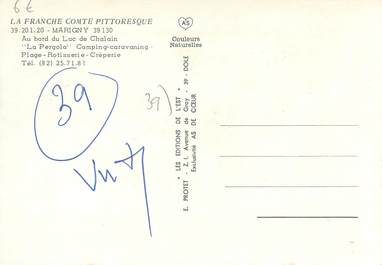 6 €
LA FRANCHE COMTÉ PITTORESQUE
39.201.20 - MARIGNY 39130
Au bord du Lac de Chalain
"La Pergola" Camping-caravaning -
Plage - Rotisserie - Crêperie
Tél. (82) 25.71.81
39
39)
AS
Couleurs
Naturelles
★ LES EDITIONS DE L'EST ★
E. PROTET - Z.I. Avenue de Gray - 39 - DOLE
Exclusivité AS DE CŒUR